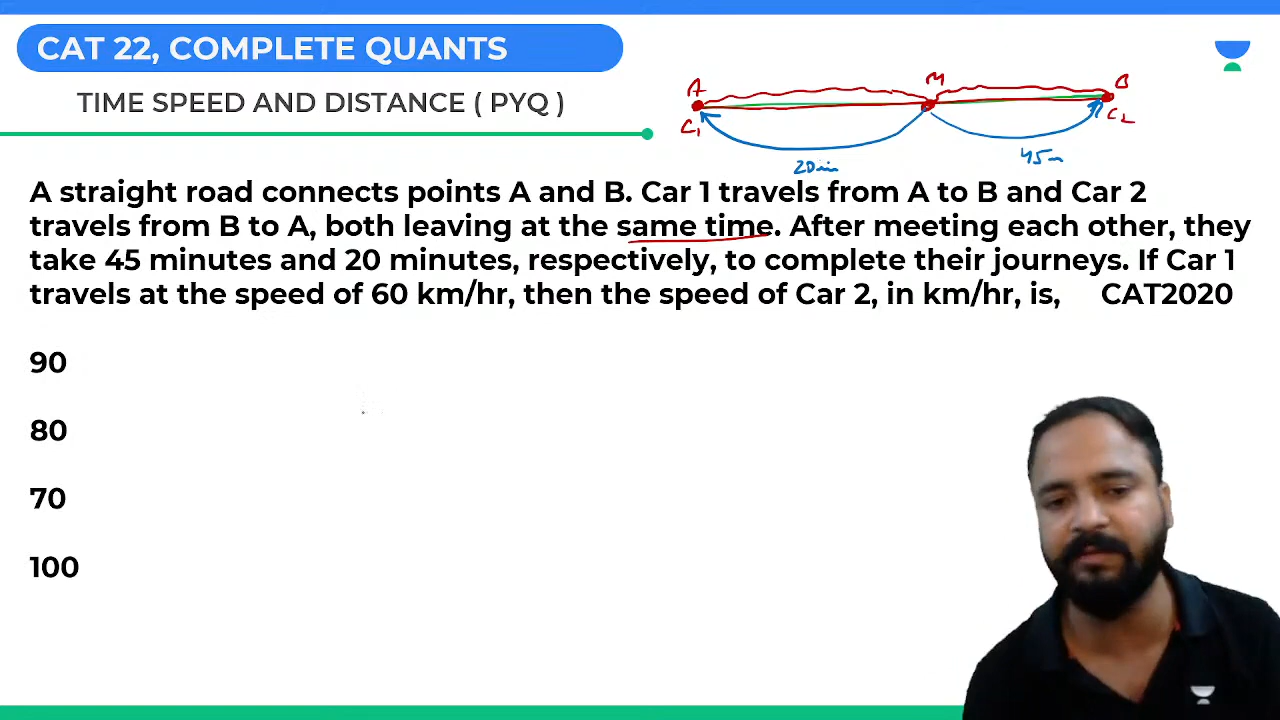 CAT 22, COMPLETE QUANTS
TIME SPEED AND DISTANCE ( PYQ )
A M B
C1 C2
20min 45m
A straight road connects points A and B. Car 1 travels from A to B and Car 2
travels from B to A, both leaving at the same time. After meeting each other, they
take 45 minutes and 20 minutes, respectively, to complete their journeys. If Car 1
travels at the speed of 60 km/hr, then the speed of Car 2, in km/hr, is, CAT2020
90
80
70
100